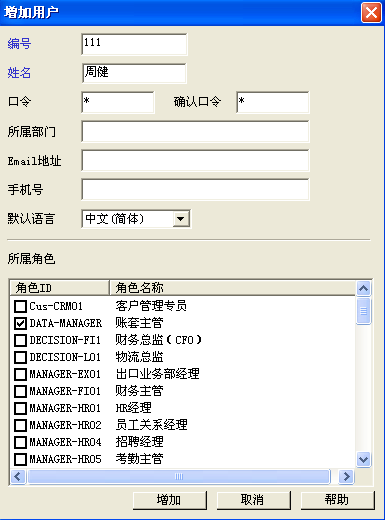 增加用户
编号 111
姓名 周健
口令 * 确认口令 *
所属部门
Email地址
手机号
默认语言 中文(简体)
所属角色
角色ID 角色名称
Cus-CRM01 客户管理专员
DATA-MANAGER 账套主管
DECISION-FI1 财务总监(CFO)
DECISION-LO1 物流总监
MANAGER-EX01 出口业务部经理
MANAGER-FI01 财务主管
MANAGER-HR01 HR经理
MANAGER-HR02 员工关系经理
MANAGER-HR04 招聘经理
MANAGER-HR05 考勤主管
增加 取消 帮助